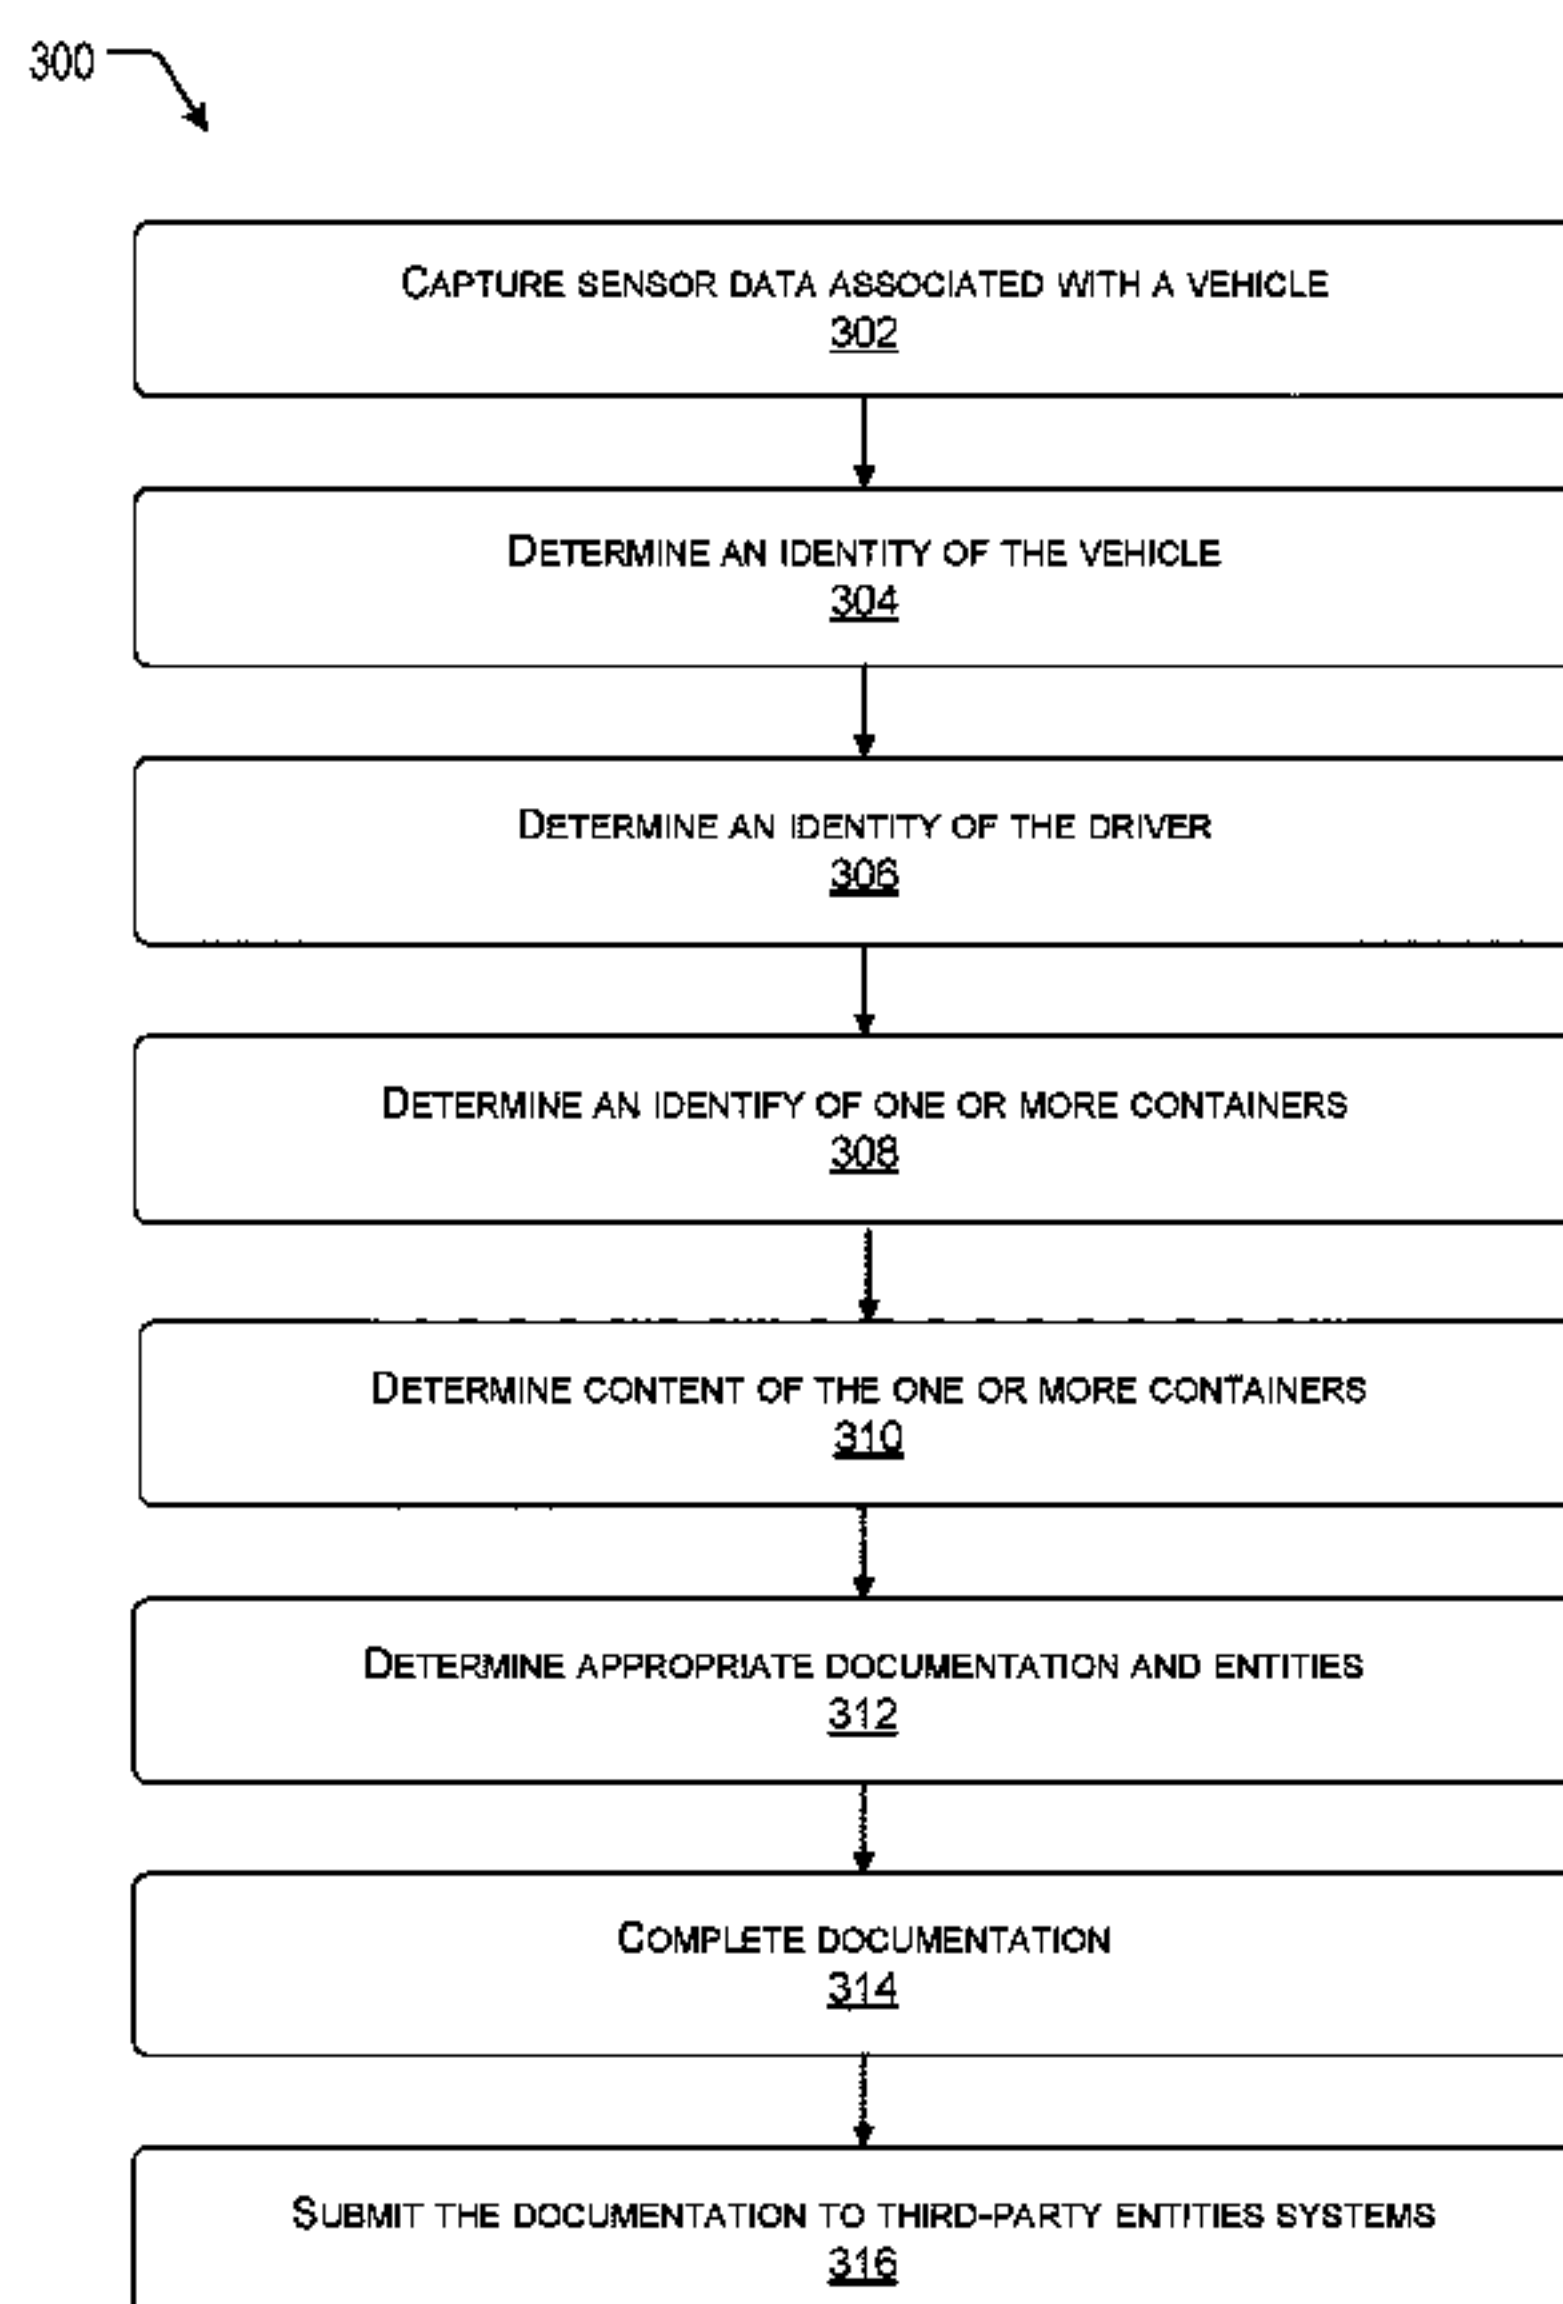 300
CAPTURE SENSOR DATA ASSOCIATED WITH A VEHICLE
302
DETERMINE AN IDENTITY OF THE VEHICLE
304
DETERMINE AN IDENTITY OF THE DRIVER
306
DETERMINE AN IDENTIFY OF ONE OR MORE CONTAINERS
308
DETERMINE CONTENT OF THE ONE OR MORE CONTAINERS
310
DETERMINE APPROPRIATE DOCUMENTATION AND ENTITIES
312
COMPLETE DOCUMENTATION
314
SUBMIT THE DOCUMENTATION TO THIRD-PARTY ENTITIES SYSTEMS
316